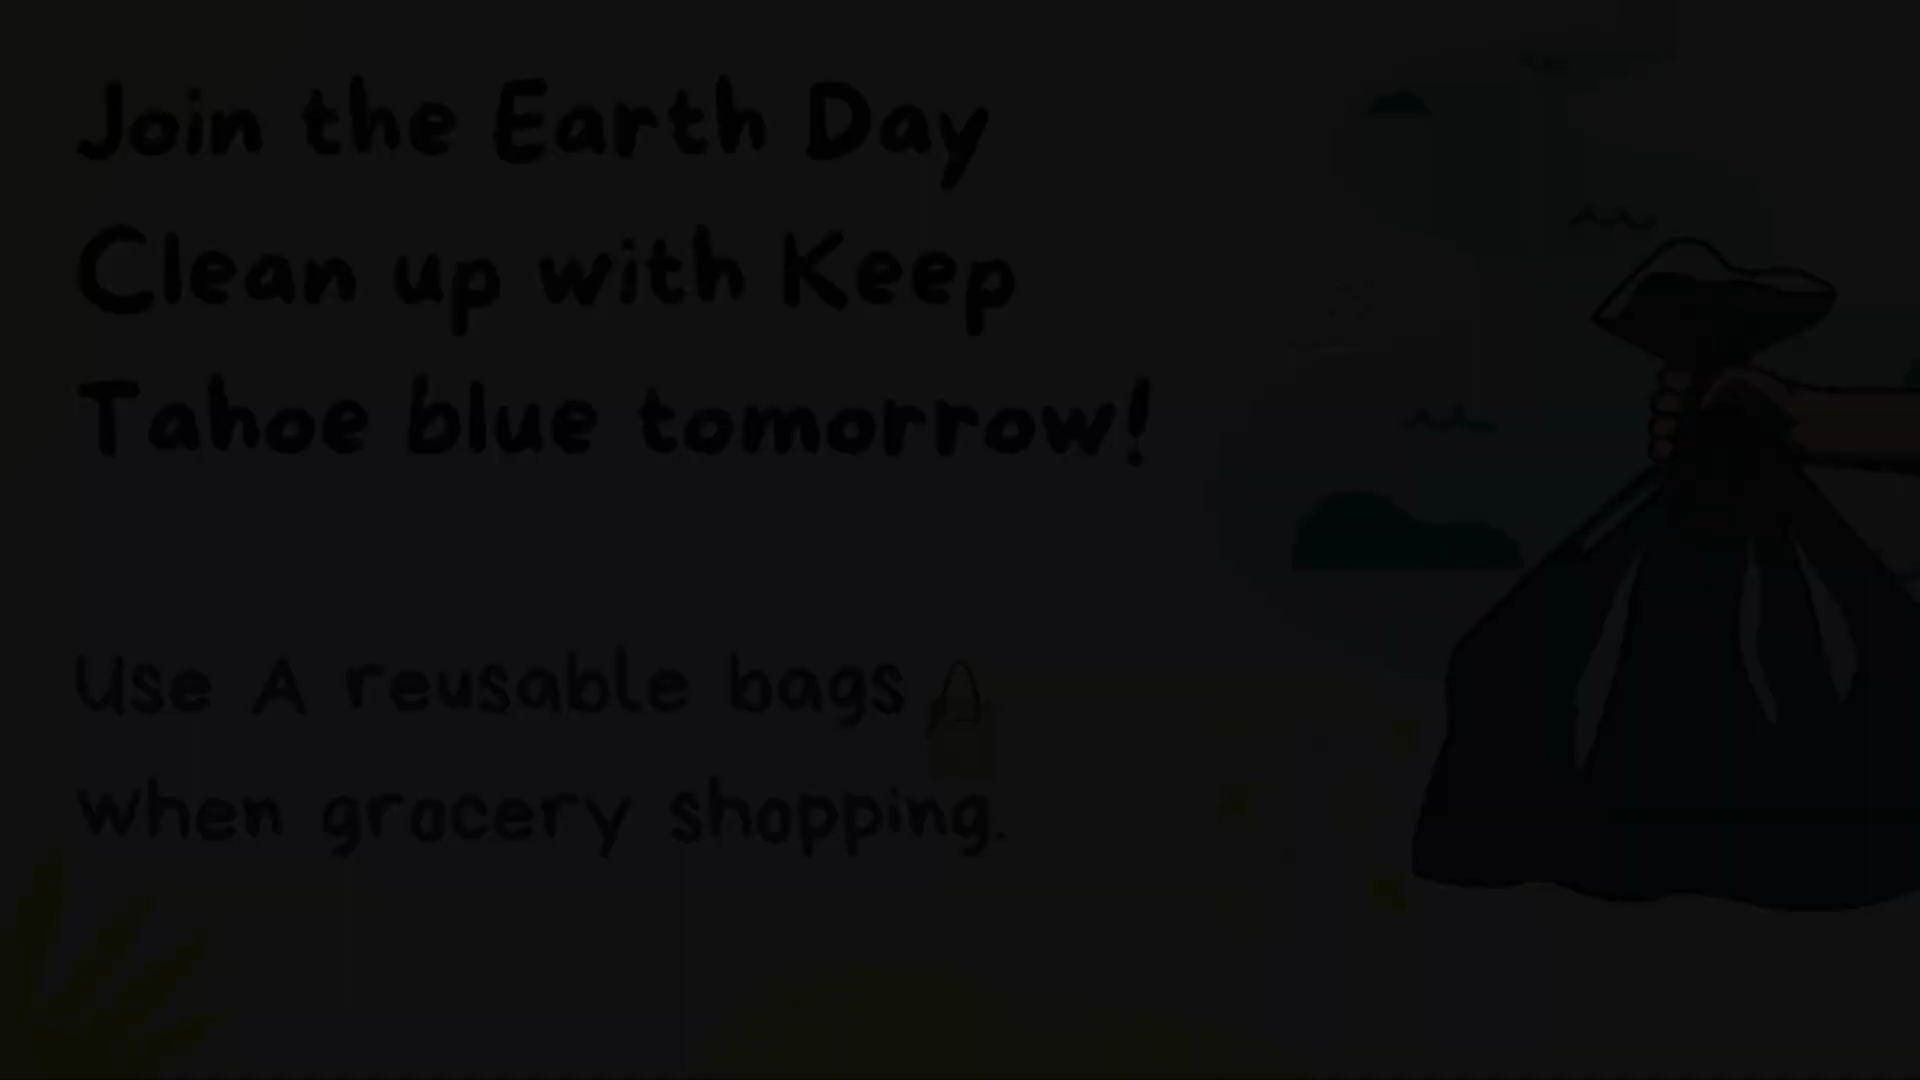 Join the Earth Day
Clean up with Keep
Tahoe blue tomorrow!
Use A reusable bags
when grocery shopping.